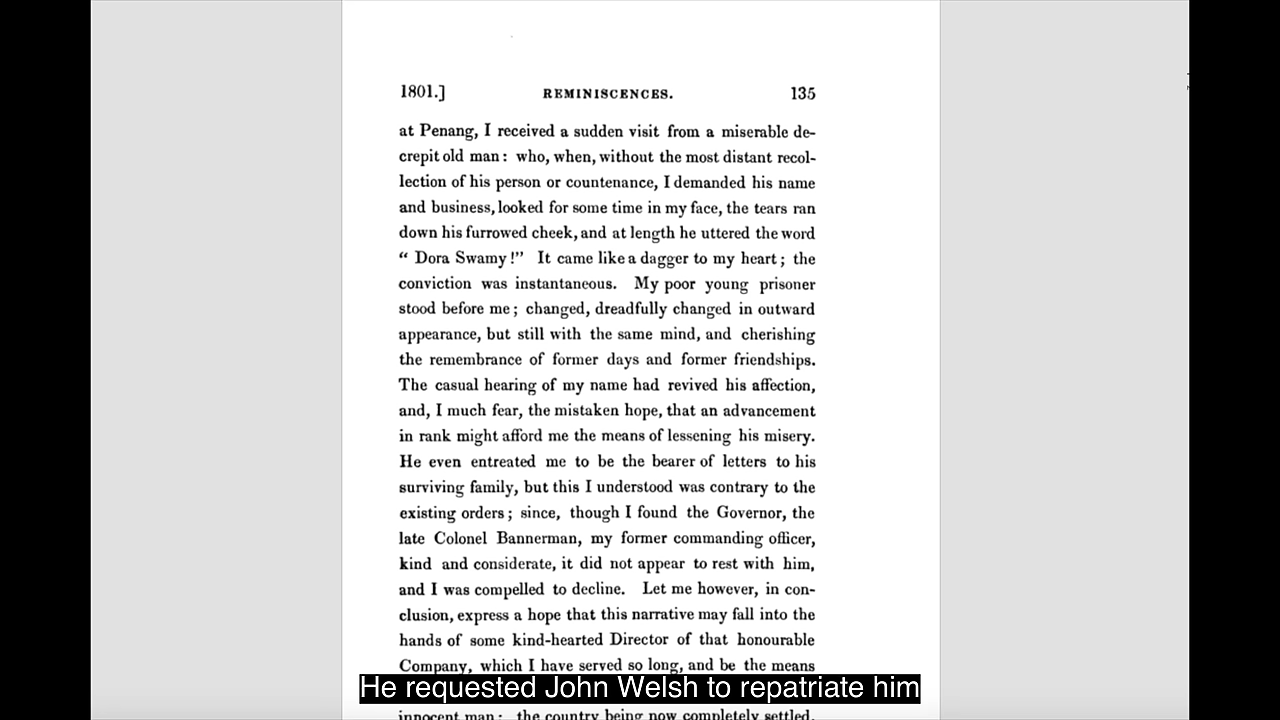 1801.] REMINISCENCES. 135
at Penang, I received a sudden visit from a miserable de-
crepit old man: who, when, without the most distant recol-
lection of his person or countenance, I demanded his name
and business, looked for some time in my face, the tears ran
down his furrowed cheek, and at length he uttered the word
“ Dora Swamy!” It came like a dagger to my heart; the
conviction was instantaneous. My poor young prisoner
stood before me; changed, dreadfully changed in outward
appearance, but still with the same mind, and cherishing
the remembrance of former days and former friendships.
The casual hearing of my name had revived his affection,
and, I much fear, the mistaken hope, that an advancement
in rank might afford me the means of lessening his misery.
He even entreated me to be the bearer of letters to his
surviving family, but this I understood was contrary to the
existing orders; since, though I found the Governor, the
late Colonel Bannerman, my former commanding officer,
kind and considerate, it did not appear to rest with him,
and I was compelled to decline. Let me however, in con-
clusion, express a hope that this narrative may fall into the
hands of some kind-hearted Director of that honourable
Company, which I have served so long, and be the means
He requested John Welsh to repatriate him
innocent man: the country being now completely settled,